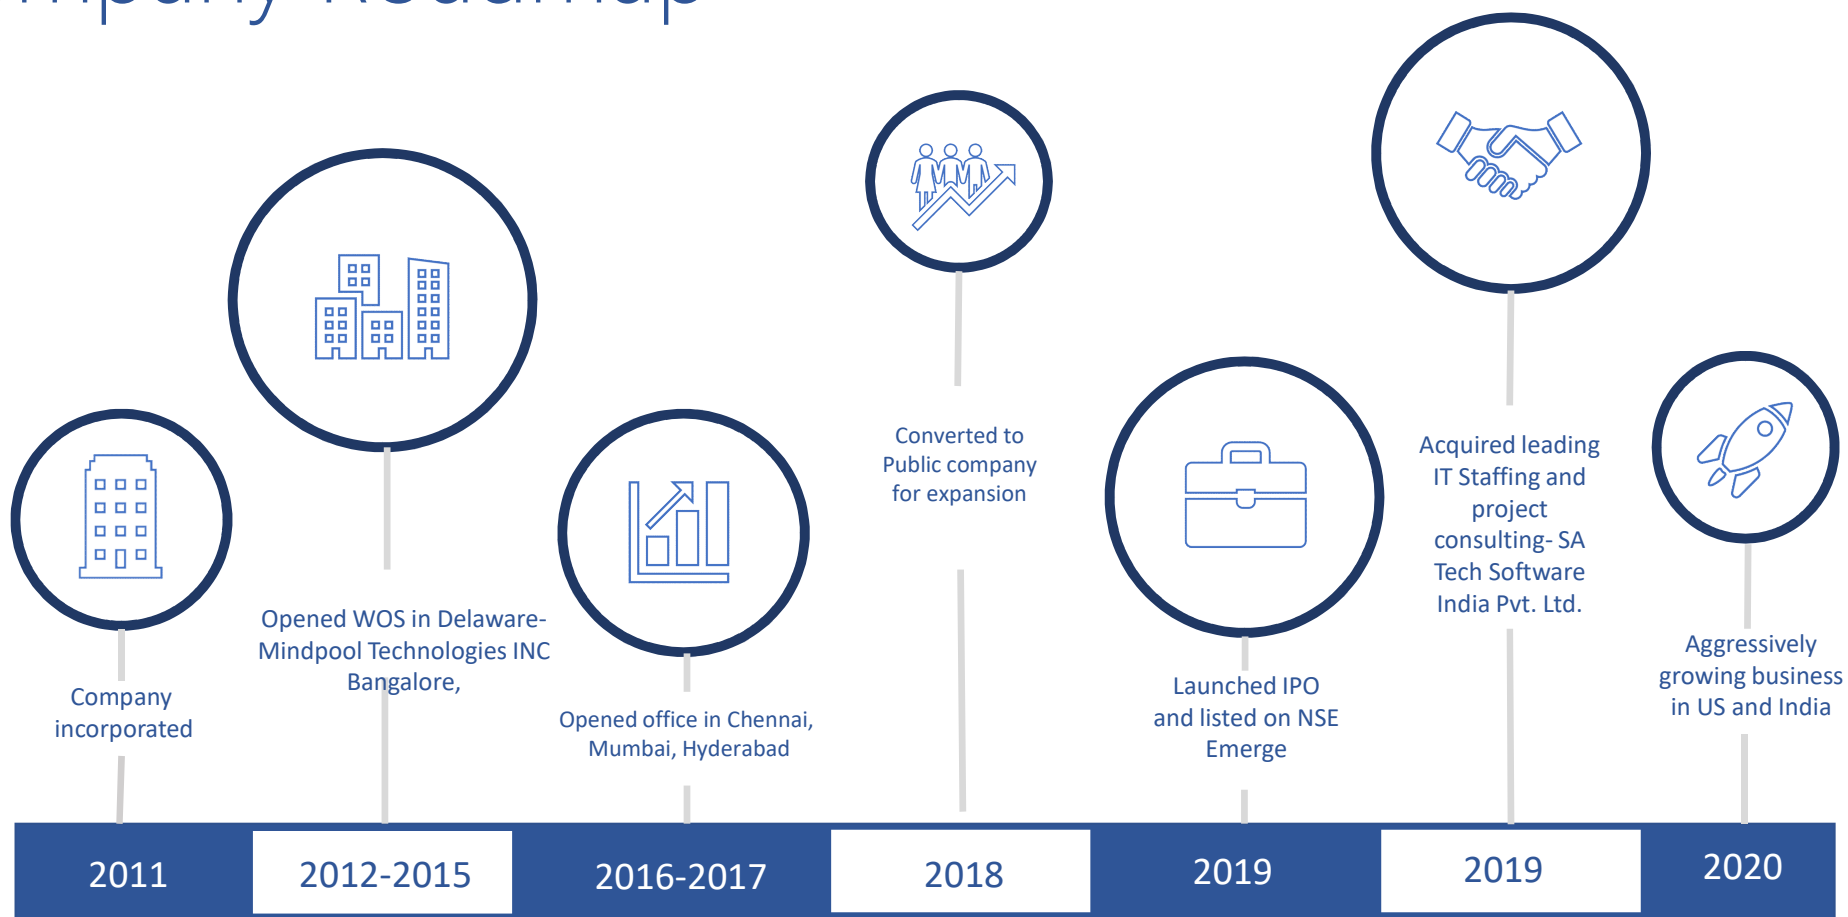 mpany Roadmap
Company
incorporated
Opened WOS in Delaware-
Mindpool Technologies INC
Bangalore,
Opened office in Chennai,
Mumbai, Hyderabad
Converted to
Public company
for expansion
Launched IPO
and listed on NSE
Emerge
Acquired leading
IT Staffing and
project
consulting- SA
Tech Software
India Pvt. Ltd.
Aggressively
growing business
in US and India
2011
2012-2015
2016-2017
2018
2019
2019
2020